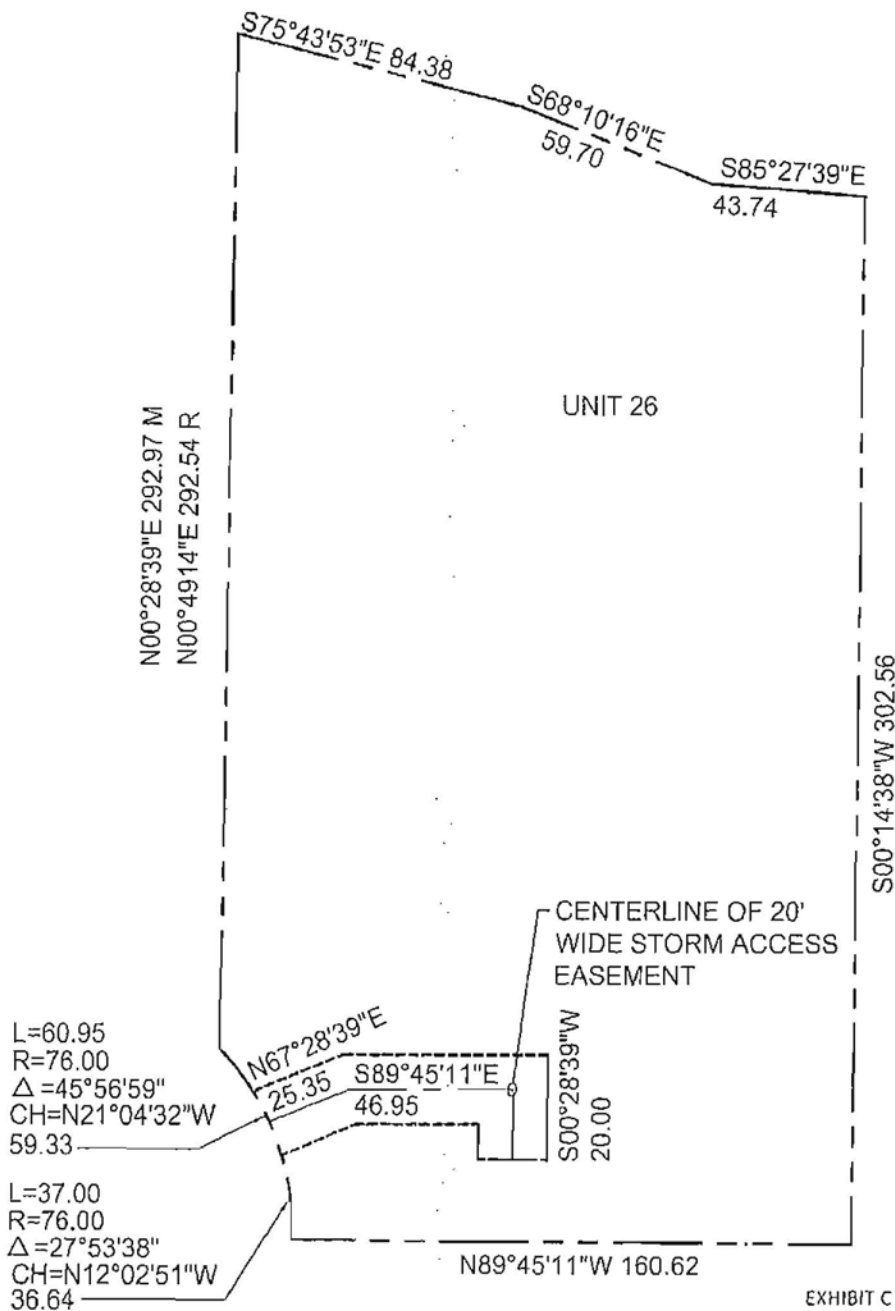 S75°43'53"E 84.38
S68°10'16"E
59.70
S85°27'39"E
43.74
UNIT 26
N00°28'39"E 292.97 M
N00°4914"E 292.54 R
S00°14'38"W 302.56
CENTERLINE OF 20'
WIDE STORM ACCESS
EASEMENT
N67°28'39"E
25.35
S89°45'11"E
46.95
S00°28'39"W
20.00
L=60.95
R=76.00
Δ=45°56'59"
CH=N21°04'32"W
59.33
L=37.00
R=76.00
Δ=27°53'38"
CH=N12°02'51"W
36.64
N89°45'11"W 160.62
EXHIBIT C